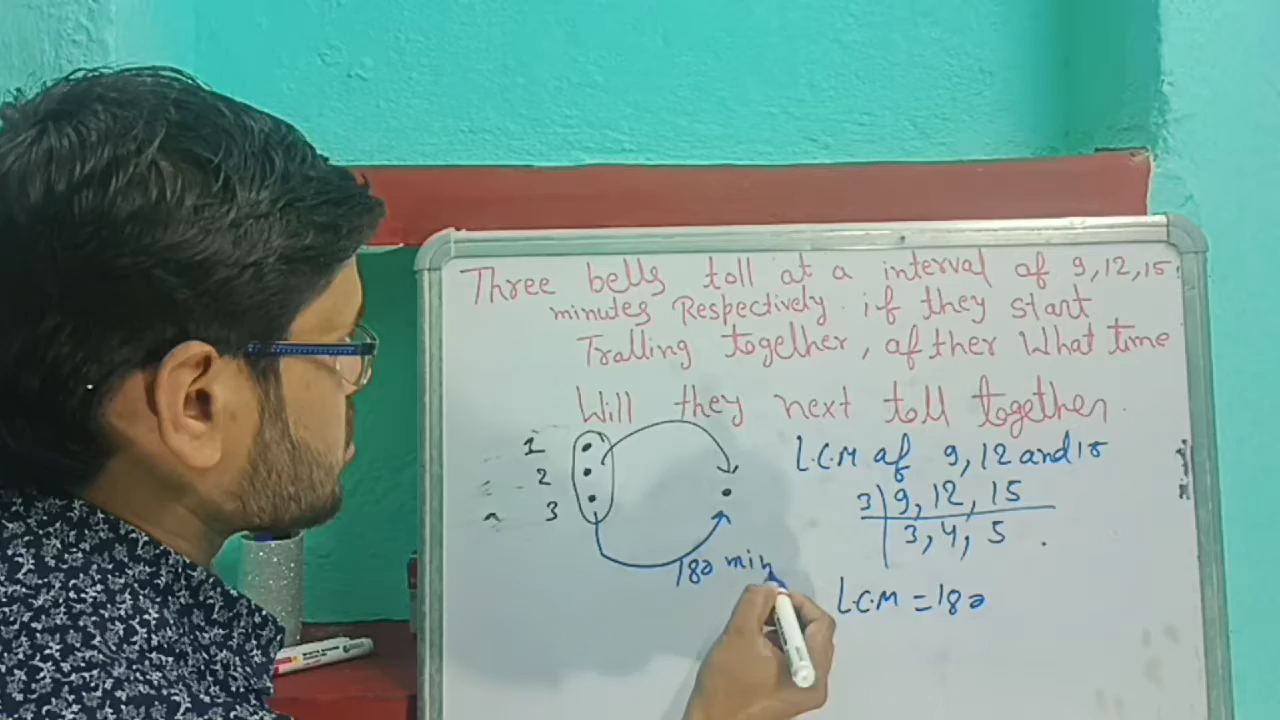 Three bells toll at a interval of 9,12,15
minutes Respectively. if they start
Tralling together, afther What time
Will they next toll together.
1
2
3
180 min
L.C.M of 9,12 and 15
3 9, 12, 15
3, 4, 5
L.C.M = 180